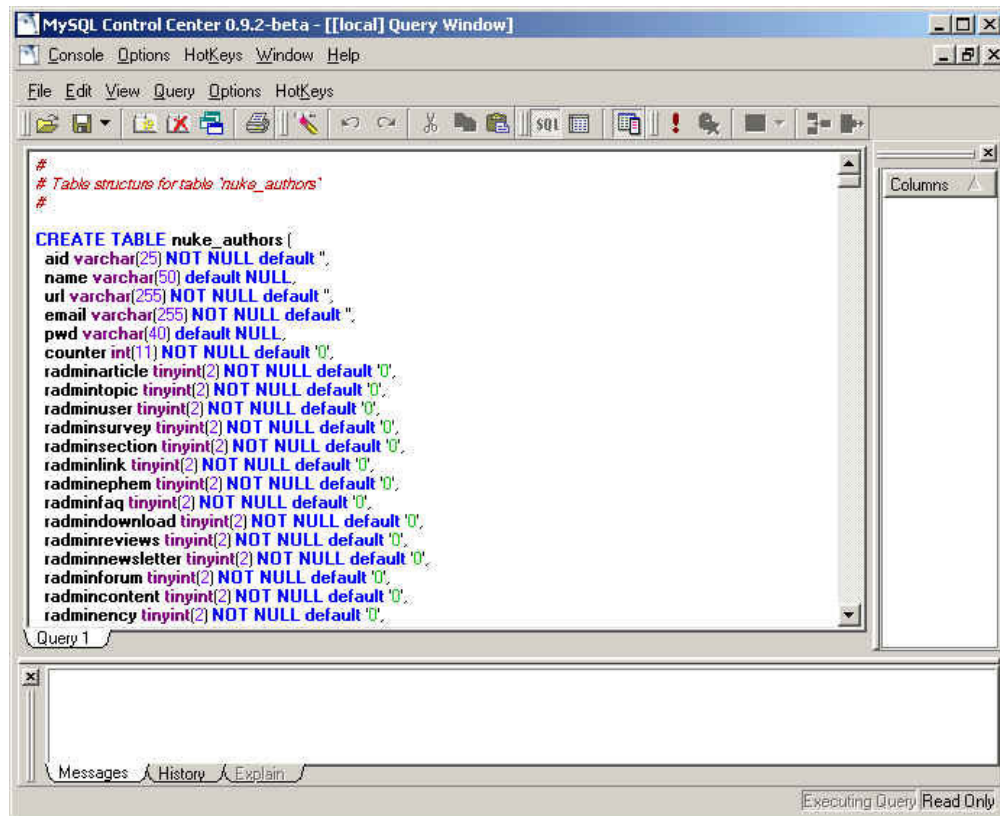 MySQL Control Center 0.9.2-beta - [[local] Query Window]
Console Options HotKeys Window Help
File Edit View Query Options HotKeys
SQL
#
# Table structure for table `nuke_authors`
#
CREATE TABLE nuke_authors (
aid varchar(25) NOT NULL default '',
name varchar(50) default NULL,
url varchar(255) NOT NULL default '',
email varchar(255) NOT NULL default '',
pwd varchar(40) default NULL,
counter int(11) NOT NULL default '0',
radminarticle tinyint(2) NOT NULL default '0',
radmintopic tinyint(2) NOT NULL default '0',
radminuser tinyint(2) NOT NULL default '0',
radminsurvey tinyint(2) NOT NULL default '0',
radminsection tinyint(2) NOT NULL default '0',
radminlink tinyint(2) NOT NULL default '0',
radminephem tinyint(2) NOT NULL default '0',
radminfaq tinyint(2) NOT NULL default '0',
radmindownload tinyint(2) NOT NULL default '0',
radminreviews tinyint(2) NOT NULL default '0',
radminnewsletter tinyint(2) NOT NULL default '0',
radminforum tinyint(2) NOT NULL default '0',
radmincontent tinyint(2) NOT NULL default '0',
radminency tinyint(2) NOT NULL default '0',
Columns
Query 1
Messages History Explain
Executing Query Read Only